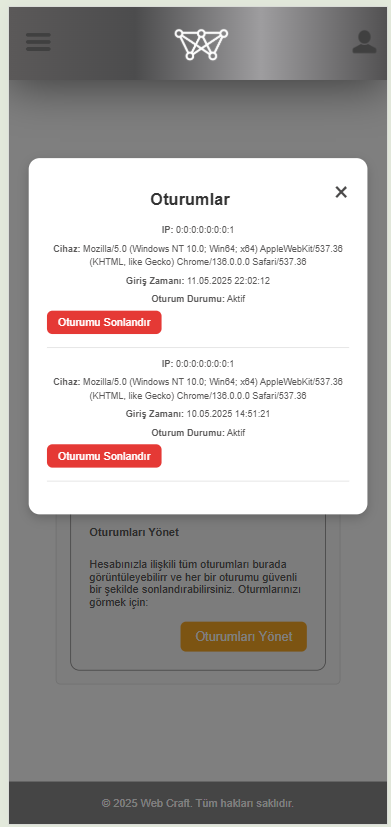 Oturumlar
×
IP: 0:0:0:0:0:0:0:1
Cihaz: Mozilla/5.0 (Windows NT 10.0; Win64; x64) AppleWebKit/537.36
(KHTML, like Gecko) Chrome/136.0.0.0 Safari/537.36
Giriş Zamanı: 11.05.2025 22:02:12
Oturum Durumu: Aktif
Oturumu Sonlandır
IP: 0:0:0:0:0:0:0:1
Cihaz: Mozilla/5.0 (Windows NT 10.0; Win64; x64) AppleWebKit/537.36
(KHTML, like Gecko) Chrome/136.0.0.0 Safari/537.36
Giriş Zamanı: 10.05.2025 14:51:21
Oturum Durumu: Aktif
Oturumu Sonlandır
Oturumları Yönet
Hesabınızla ilişkili tüm oturumları burada
görüntüleyebilirr ve her bir oturumu güvenli
bir şekilde sonlandırabilirsiniz. Oturmlarınızı
görmek için:
Oturumları Yönet
© 2025 Web Craft. Tüm hakları saklıdır.